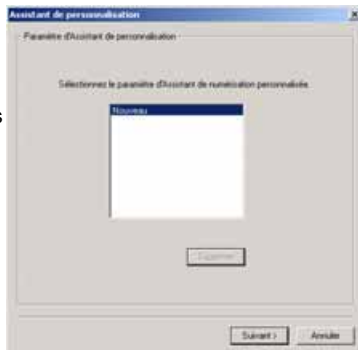 Assistant de personnalisation
Paramètre d'Assistant de personnalisation
Sélectionnez le paramètre d'Assistant de numérisation personnalisée.
s
Nouveau
Supprimer
Suivant >
Annuler